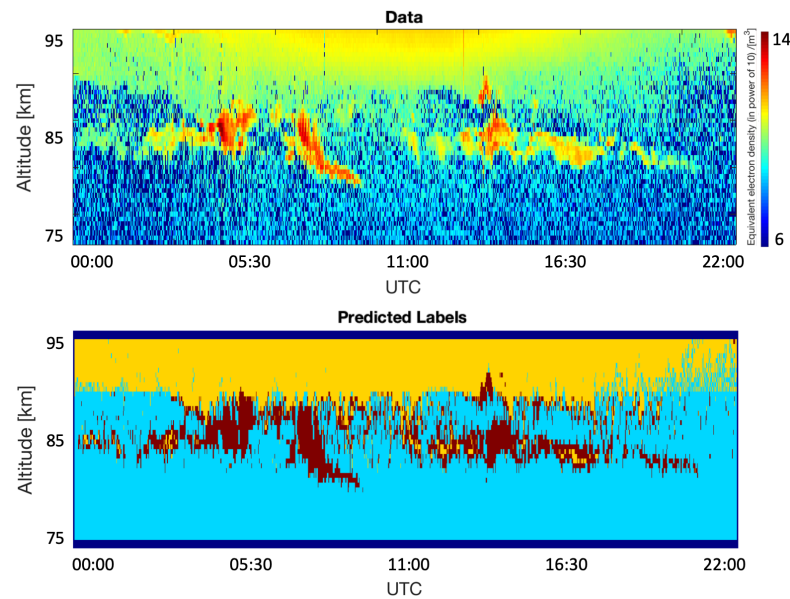 Data
95
85
75
Altitude [km]
00:00 05:30 11:00 16:30 22:00
UTC
14
6
Equivalent electron density (in power of 10) /[m³]
Predicted Labels
95
85
75
Altitude [km]
00:00 05:30 11:00 16:30 22:00
UTC